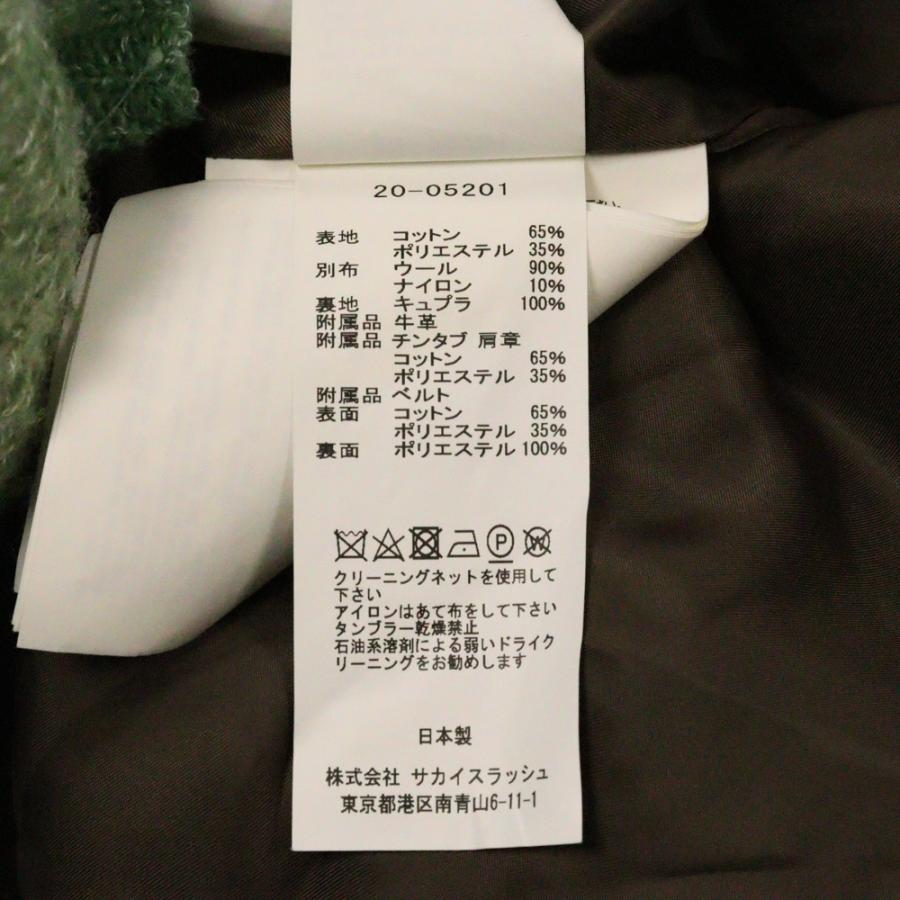 20-05201
表地 コットン 65%
ポリエステル 35%
別布 ウール 90%
ナイロン 10%
裏地 キュプラ 100%
附属品 牛革
附属品 チンタブ 肩章
コットン 65%
ポリエステル 35%
附属品 ベルト
表面 コットン 65%
ポリエステル 35%
裏面 ポリエステル 100%
P W
クリーニングネットを使用して
下さい
アイロンはあて布をして下さい
タンブラー乾燥禁止
石油系溶剤による弱いドライク
リーニングをお勧めします
日本製
株式会社 サカイスラッシュ
東京都港区南青山6-11-1